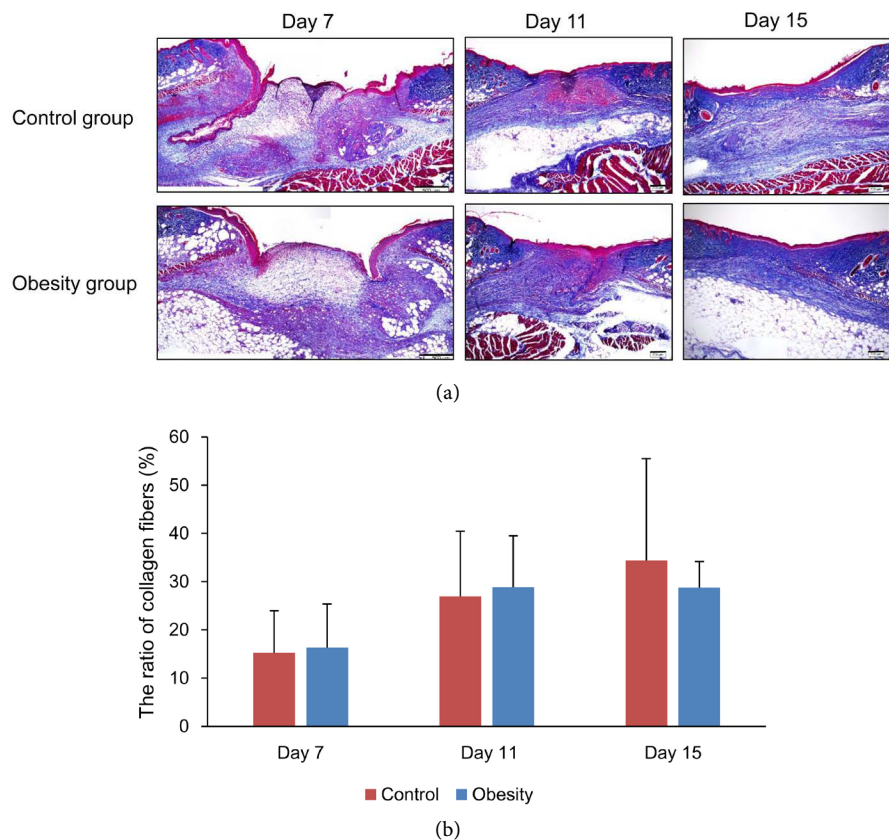 Day 7 Day 11 Day 15
Control group
Obesity group
(a)
The ratio of collagen fibers (%)
60
50
40
30
20
10
0
Day 7 Day 11 Day 15
Control Obesity
(b)